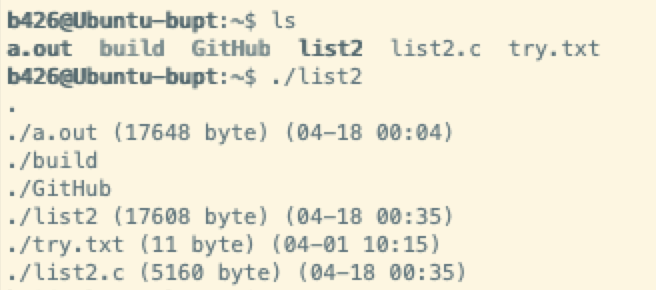 b426@Ubuntu-bupt:~$ ls
a.out build GitHub list2 list2.c try.txt
b426@Ubuntu-bupt:~$ ./list2
.
./a.out (17648 byte) (04-18 00:04)
./build
./GitHub
./list2 (17608 byte) (04-18 00:35)
./try.txt (11 byte) (04-01 10:15)
./list2.c (5160 byte) (04-18 00:35)